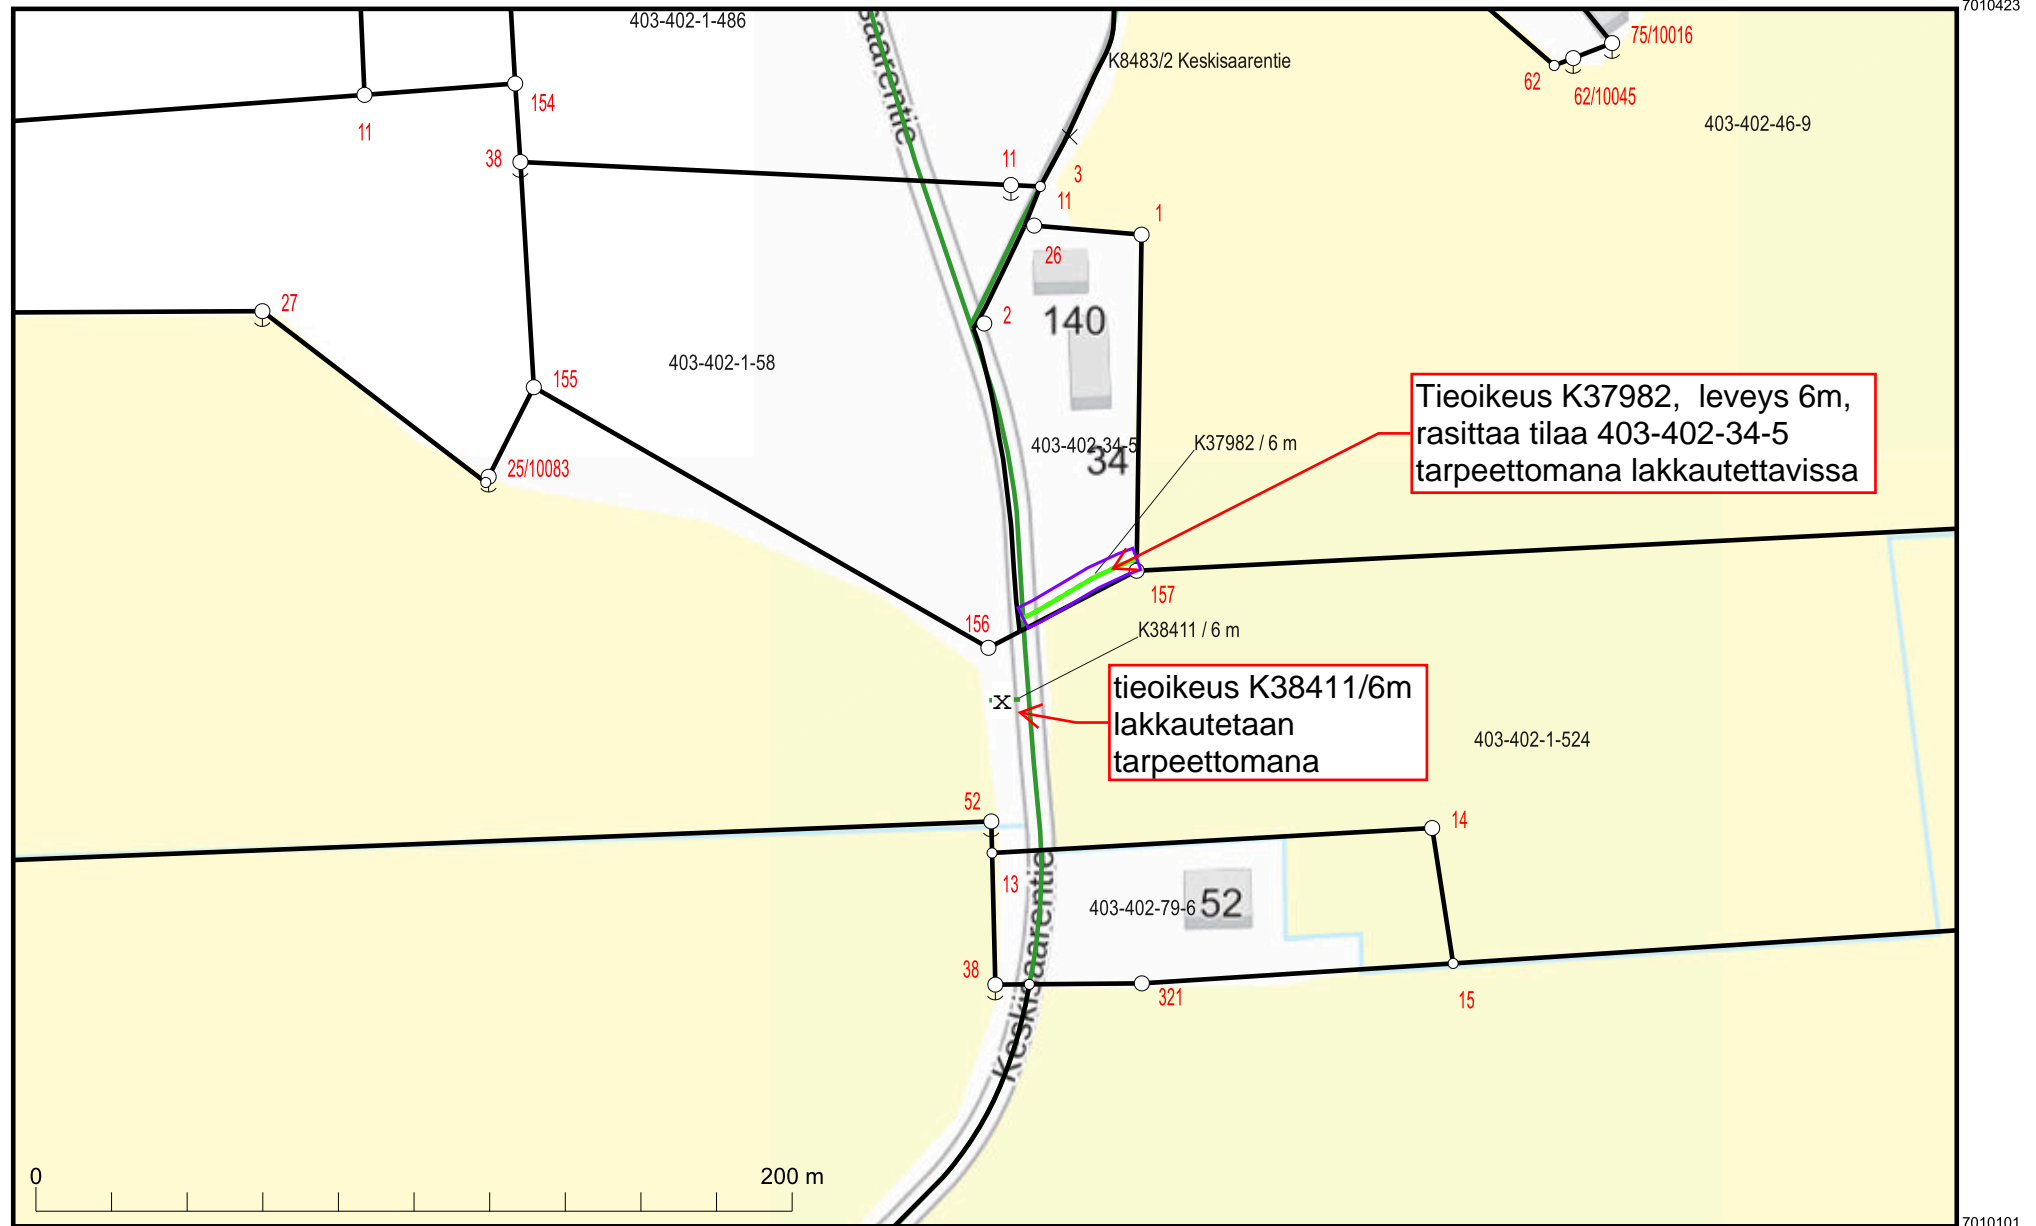 7010423
403-402-1-486
saarentie
K8483/2 Keskisaarentie
75/10016
62
62/10045
403-402-46-9
154
11
38
11
3
11
1
26
27
2
140
403-402-1-58
155
Tieoikeus K37982, leveys 6m,
rasittaa tilaa 403-402-34-5
tarpeettomana lakkautettavissa
403-402-34-5
K37982 / 6 m
34
25/10083
157
156
K38411 / 6 m
tieoikeus K38411/6m
lakkautetaan
tarpeettomana
x
403-402-1-524
52
14
13
403-402-79-6
52
Keskisaarentie
38
321
15
0
200 m
7010101